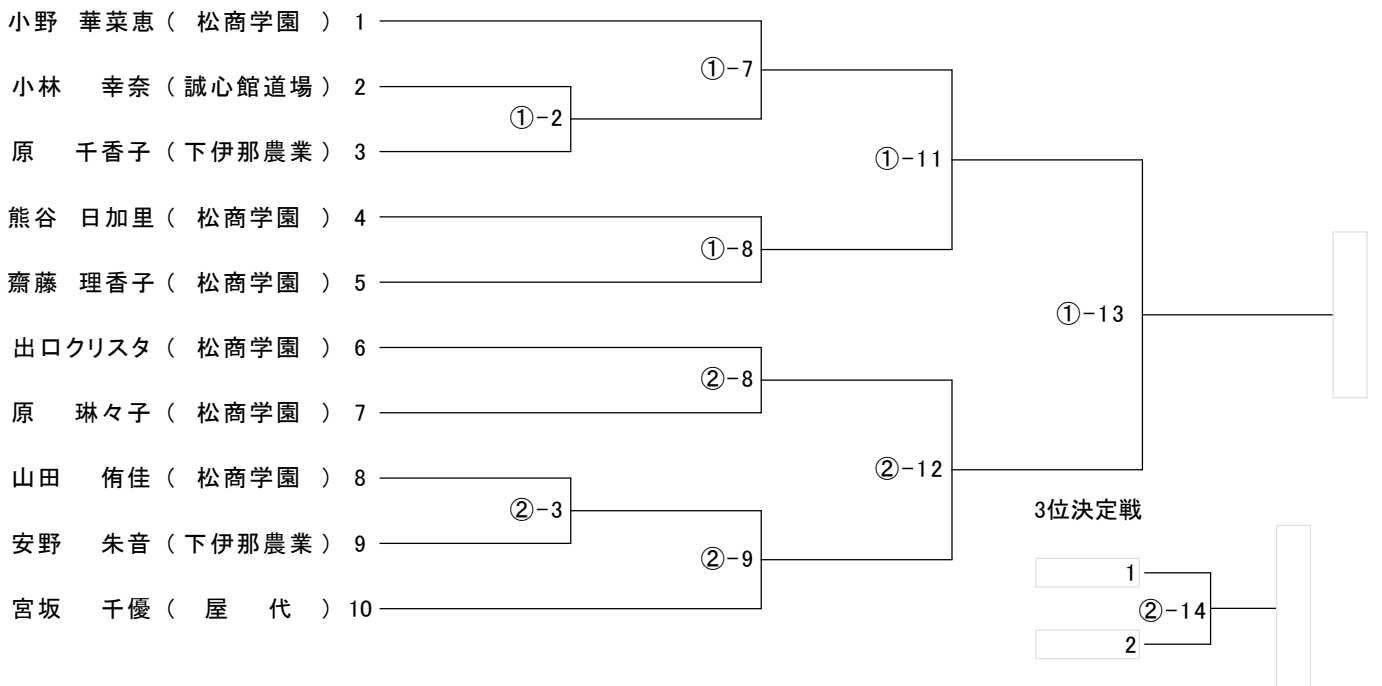 小野 華菜恵 ( 松商学園 ) 1
①-7
小林 幸奈 ( 誠心館道場 ) 2
①-2
原 千香子 ( 下伊那農業 ) 3
①-11
熊谷 日加里 ( 松商学園 ) 4
①-8
齋藤 理香子 ( 松商学園 ) 5
①-13
出口クリスタ ( 松商学園 ) 6
②-8
原 琳々子 ( 松商学園 ) 7
②-12
山田 侑佳 ( 松商学園 ) 8
②-3
3位決定戦
安野 朱音 ( 下伊那農業 ) 9
②-9
1
宮坂 千優 ( 屋 代 ) 10
②-14
2